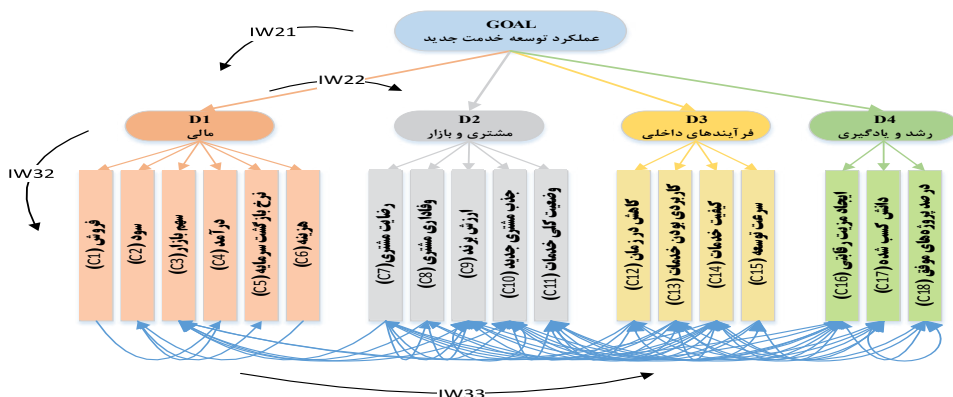 GOAL
عملکرد توسعه خدمت جدید
IW21
IW22
D1
مالی
D2
مشتری و بازار
D3
فرآیندهای داخلی
D4
رشد و یادگیری
IW32
فروش (C1)
سود (C2)
سهم بازار (C3)
درآمد (C4)
نرخ بازگشت سرمایه (C5)
هزینه (C6)
رضایت مشتری (C7)
وفاداری مشتری (C8)
ارزش برند (C9)
جذب مشتری جدید (C10)
وضعیت کلی خدمات (C11)
کاهش در زمان (C12)
کاربردی بودن خدمات (C13)
کیفیت خدمات (C14)
سرعت توسعه (C15)
ایجاد مزیت رقابتی (C16)
دانش کسب شده (C17)
درصد پروژه‌های موفق (C18)
IW33